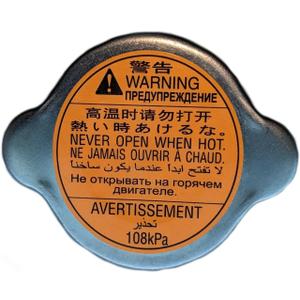 警告
WARNING
ПРЕДУПРЕЖДЕНИЕ
高温时请勿打开
熱い時あけるな。
NEVER OPEN WHEN HOT.
NE JAMAIS OUVRIR À CHAUD.
لا تفتح ابداً عندما يكون ساخناً
Не открывать на горячем
двигателе.
AVERTISSEMENT
تحذير
108kPa